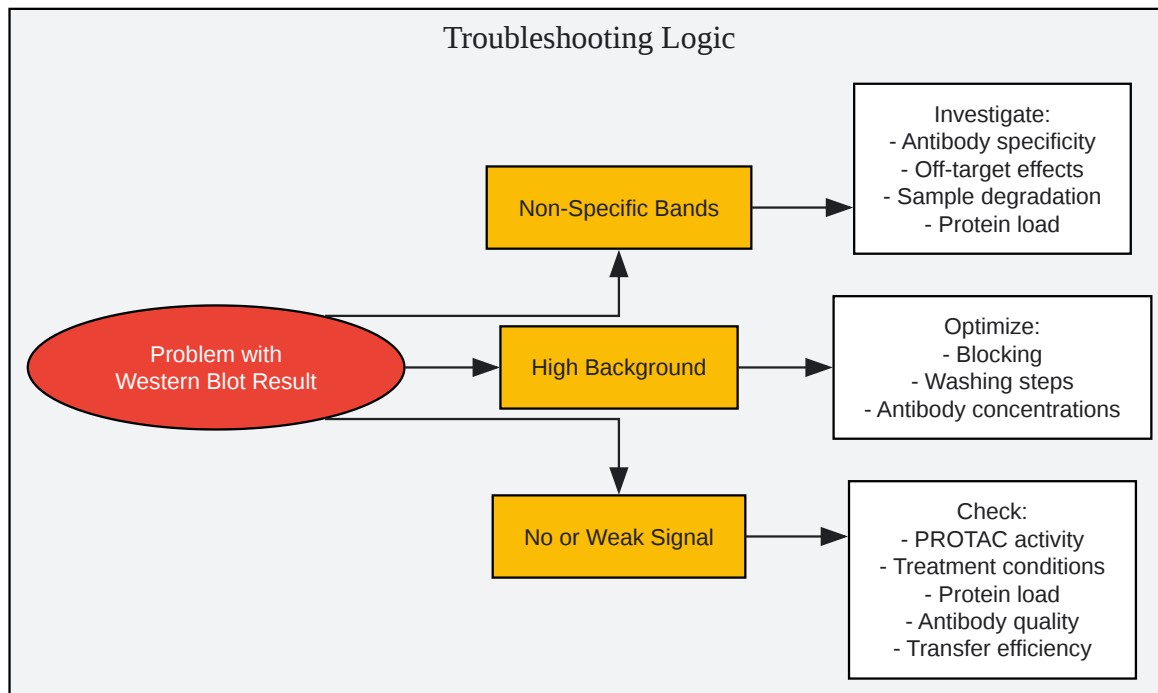 Troubleshooting Logic
Investigate:
- Antibody specificity
- Off-target effects
- Sample degradation
- Protein load
Non-Specific Bands
Problem with
Western Blot Result
High Background
Optimize:
- Blocking
- Washing steps
- Antibody concentrations
No or Weak Signal
Check:
- PROTAC activity
- Treatment conditions
- Protein load
- Antibody quality
- Transfer efficiency